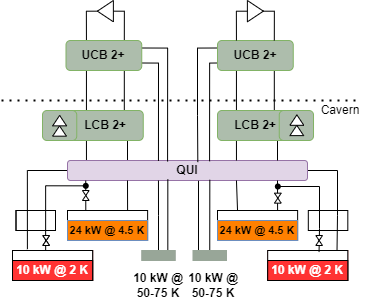 UCB 2+
UCB 2+
Cavern
LCB 2+
LCB 2+
QUI
24 kW @ 4.5 K
24 kW @ 4.5 K
10 kW @ 2 K
10 kW @ 2 K
10 kW @
50-75 K
10 kW @
50-75 K